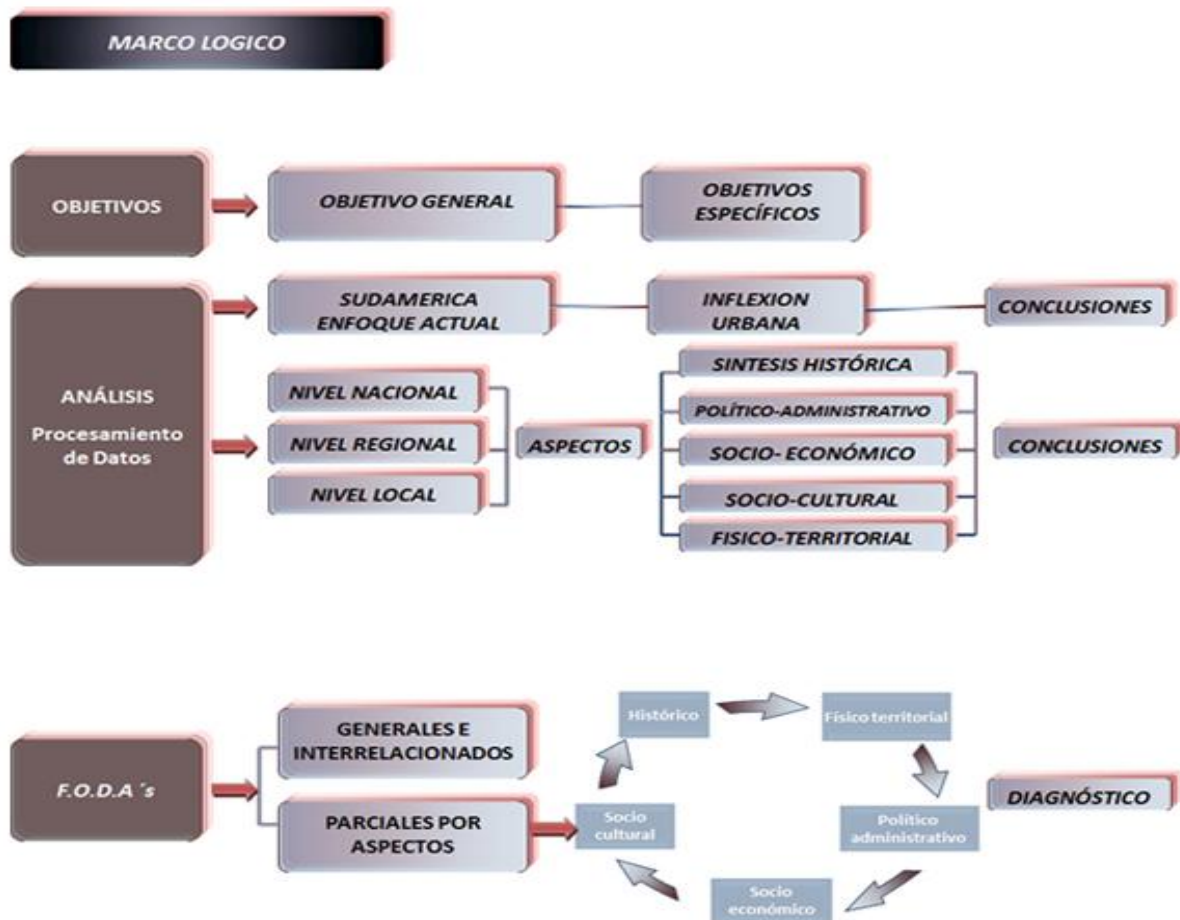 MARCO LOGICO
OBJETIVOS
OBJETIVO GENERAL
OBJETIVOS
ESPECÍFICOS
ANÁLISIS
Procesamiento
de Datos
SUDAMERICA
ENFOQUE ACTUAL
INFLEXION
URBANA
CONCLUSIONES
NIVEL NACIONAL
NIVEL REGIONAL
NIVEL LOCAL
ASPECTOS
SINTESIS HISTÓRICA
POLÍTICO-ADMINISTRATIVO
SOCIO- ECONÓMICO
SOCIO-CULTURAL
FISICO-TERRITORIAL
CONCLUSIONES
F.O.D.A ´s
GENERALES E
INTERRELACIONADOS
PARCIALES POR
ASPECTOS
Histórico
Físico territorial
Político
administrativo
Socio
económico
Socio
cultural
DIAGNÓSTICO